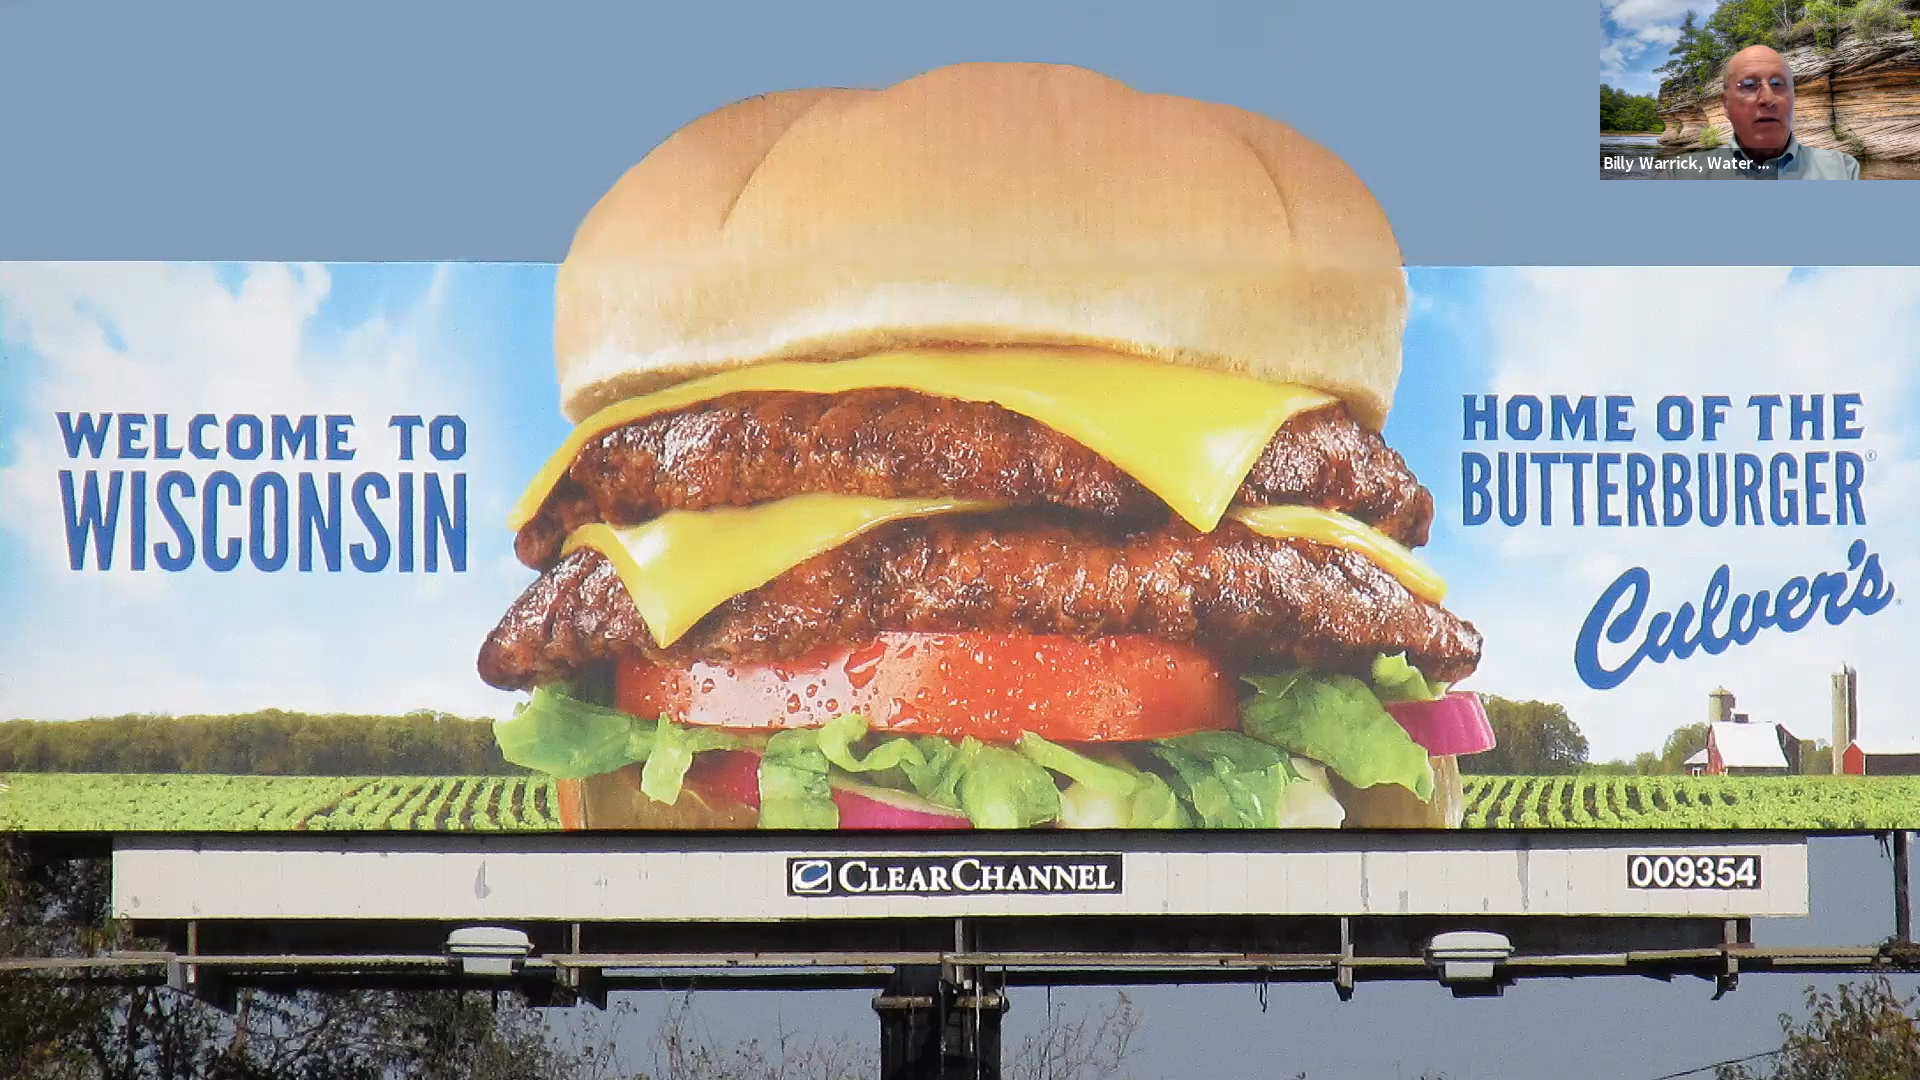 Billy Warrick, Water ...
WELCOME TO
WISCONSIN
HOME OF THE
BUTTERBURGER®
Culver's
CLEARCHANNEL
009354